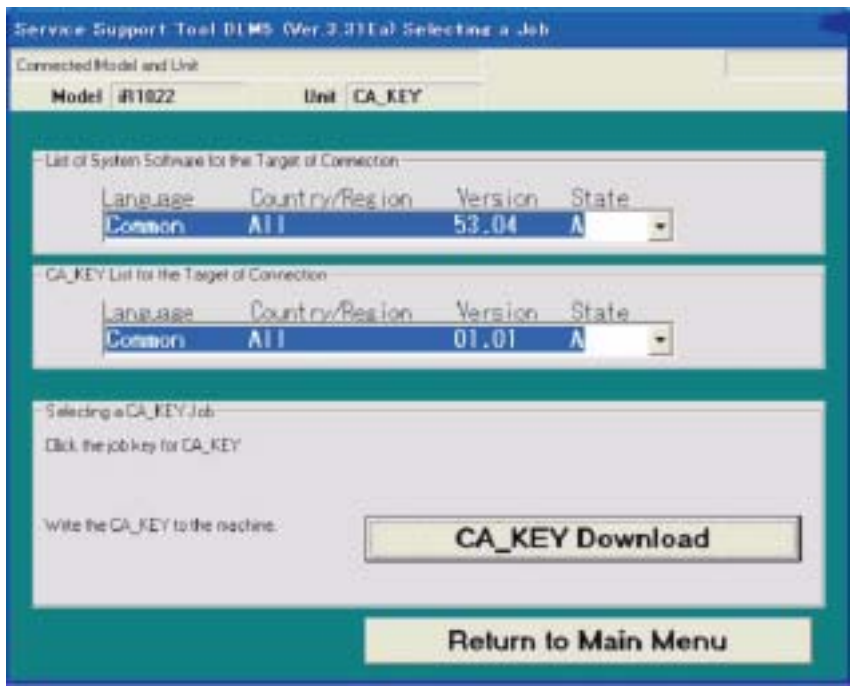 Service Support Tool DLM5 (Ver.3.31Ea) Selecting a Job
Connected Model and Unit
Model iR1022 Unit CA_KEY
List of System Software for the Target of Connection
Language Country/Region Version State
Common All 53.04 A
CA_KEY List for the Target of Connection
Language Country/Region Version State
Common All 01.01 A
Selecting a CA_KEY Job
Click the job key for CA_KEY
Write the CA_KEY to the machine.
CA_KEY Download
Return to Main Menu